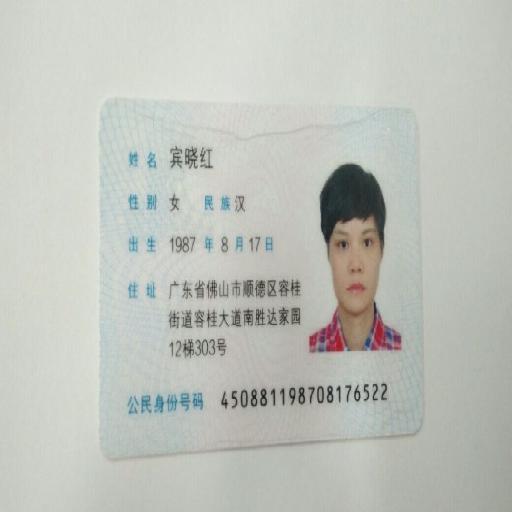 姓名 宾晓红
性别 女 民族 汉
出生 1987 年 8 月 17 日
住址 广东省佛山市顺德区容桂
街道容桂大道南胜达家园
12梯303号
公民身份号码 450881198708176522